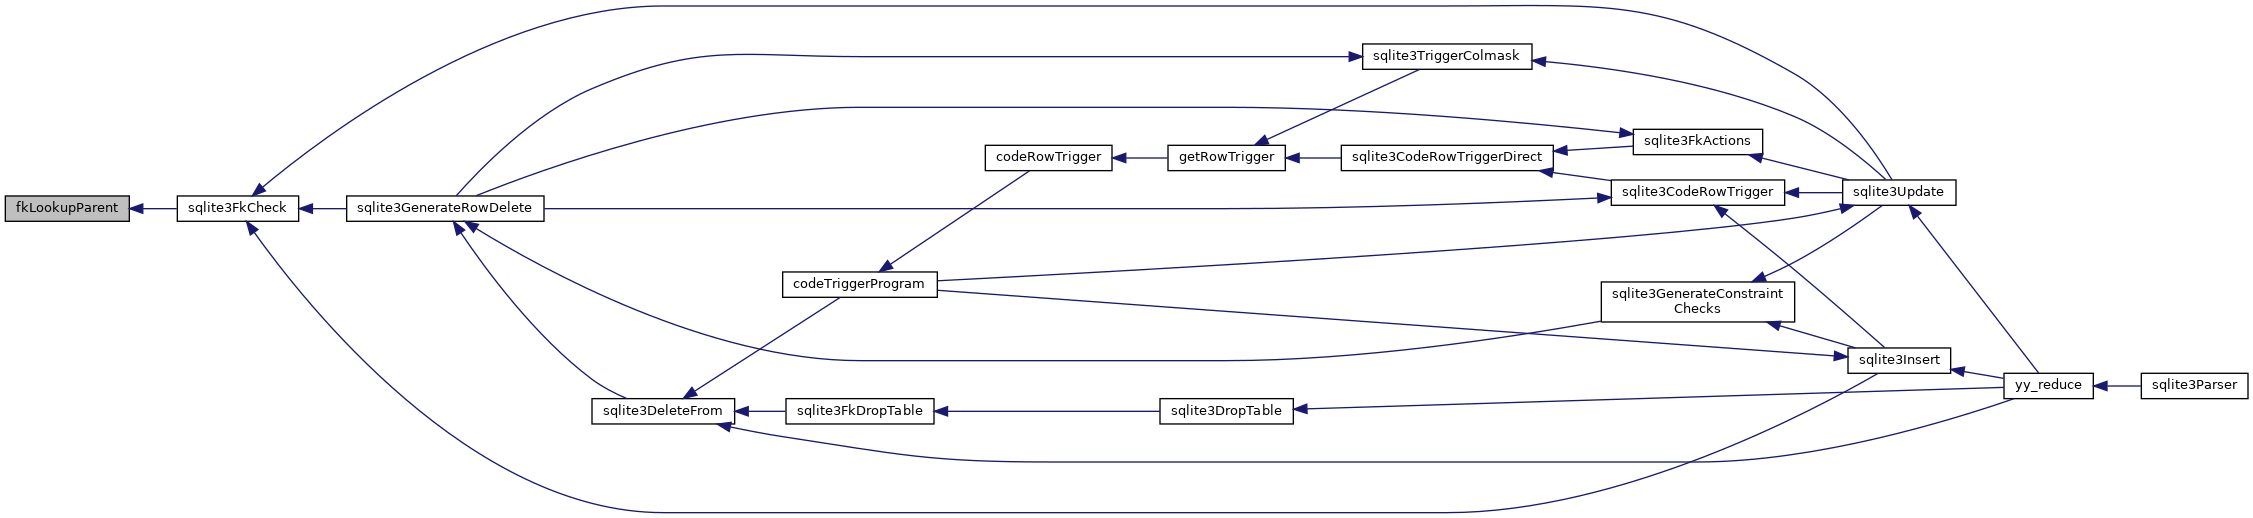 sqlite3TriggerColmask
sqlite3FkActions
codeRowTrigger
getRowTrigger
sqlite3CodeRowTriggerDirect
sqlite3CodeRowTrigger
sqlite3Update
fkLookupParent
sqlite3FkCheck
sqlite3GenerateRowDelete
codeTriggerProgram
sqlite3GenerateConstraint
Checks
sqlite3Insert
yy_reduce
sqlite3Parser
sqlite3DeleteFrom
sqlite3FkDropTable
sqlite3DropTable